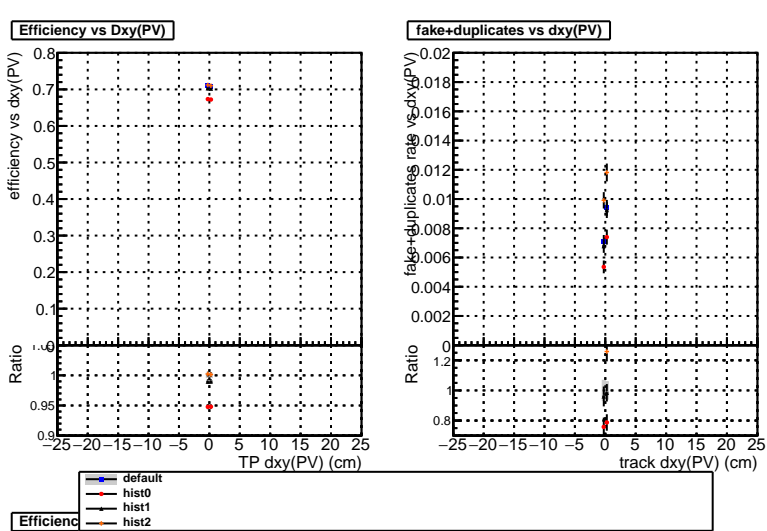 Efficiency vs Dxy(PV)
efficiency vs dxy(PV)
0.8
0.7
0.6
0.5
0.4
0.3
0.2
0.1
0
Ratio
1
0.95
0.9
−25 −20 −15 −10 −5 0 5 10 15 20 25
TP dxy(PV) (cm)
fake+duplicates vs dxy(PV)
fake+duplicates rate vs dxy(PV)
0.02
0.018
0.016
0.014
0.012
0.01
0.008
0.006
0.004
0.002
0
Ratio
1.2
1
0.8
−25 −20 −15 −10 −5 0 5 10 15 20 25
track dxy(PV) (cm)
default
hist0
hist1
hist2
Efficienc